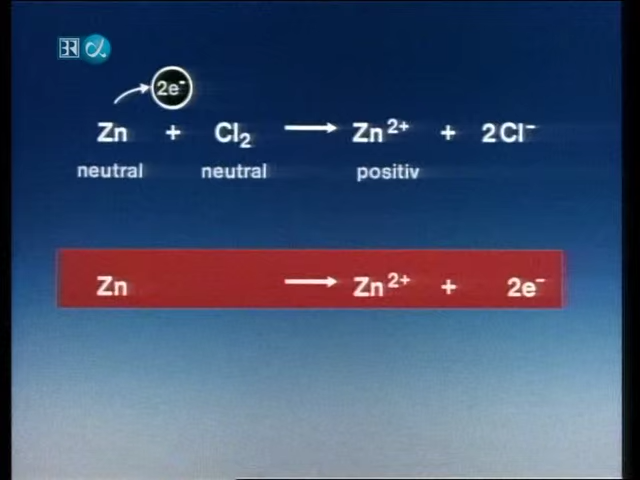 BR α
2e⁻
Zn + Cl₂ → Zn²⁺ + 2Cl⁻
neutral neutral positiv
Zn → Zn²⁺ + 2e⁻